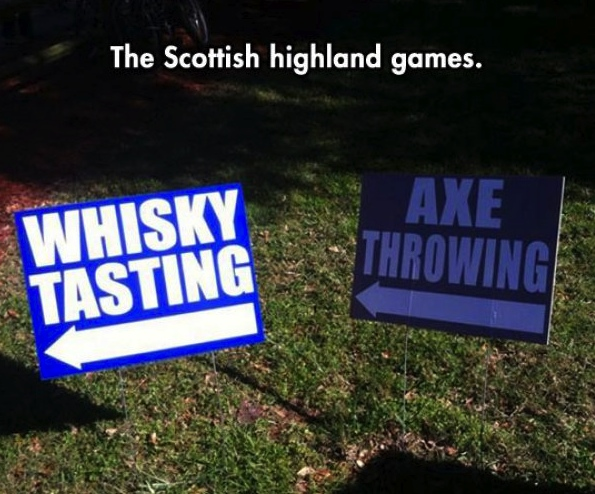 The Scottish highland games.
WHISKY
TASTING
AXE
THROWING